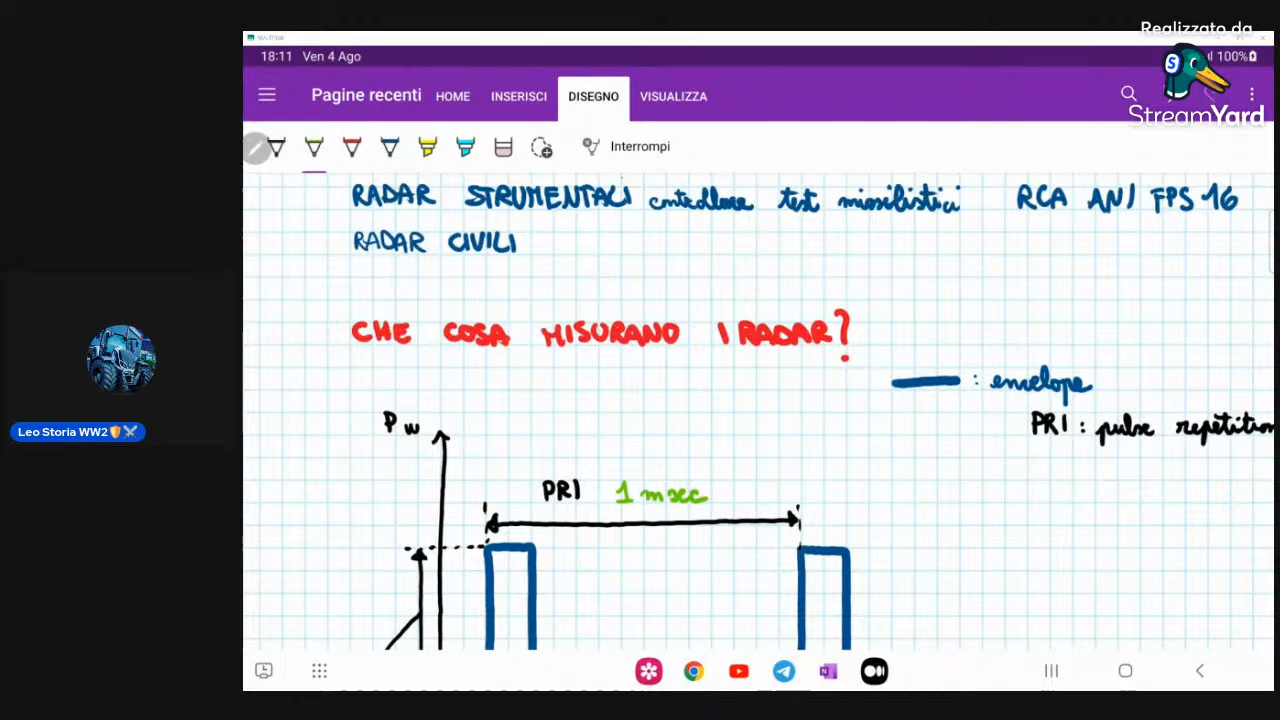 Realizzato da
StreamYard
18:11 Ven 4 Ago
100%
Pagine recenti HOME INSERISCI DISEGNO VISUALIZZA
Interrompi
RADAR STRUMENTALI controllare test missilistici RCA AN/ FPS 16
RADAR CIVILI
CHE COSA MISURANO I RADAR?
: envelope
PRI : pulse repetition
P w
PRI 1 msec
Leo Storia WW2